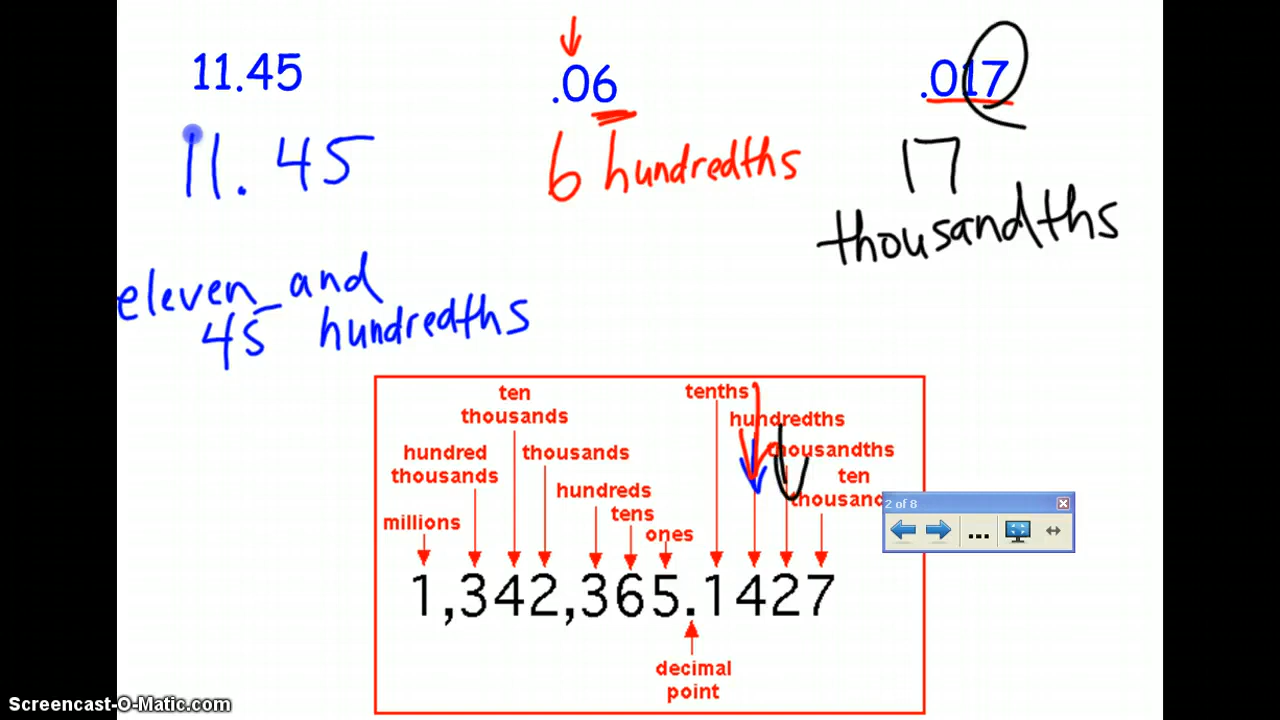 11.45
.06
.017
11.45
6 hundredths
17
thousandths
eleven and
45 hundredths
tenths
ten
thousands
hundredths
hundred
thousands
thousands
thousandths
hundreds
ten
tens
millions
ones
2 of 8
...
1,342,365.1427
decimal
point
Screencast-O-Matic.com